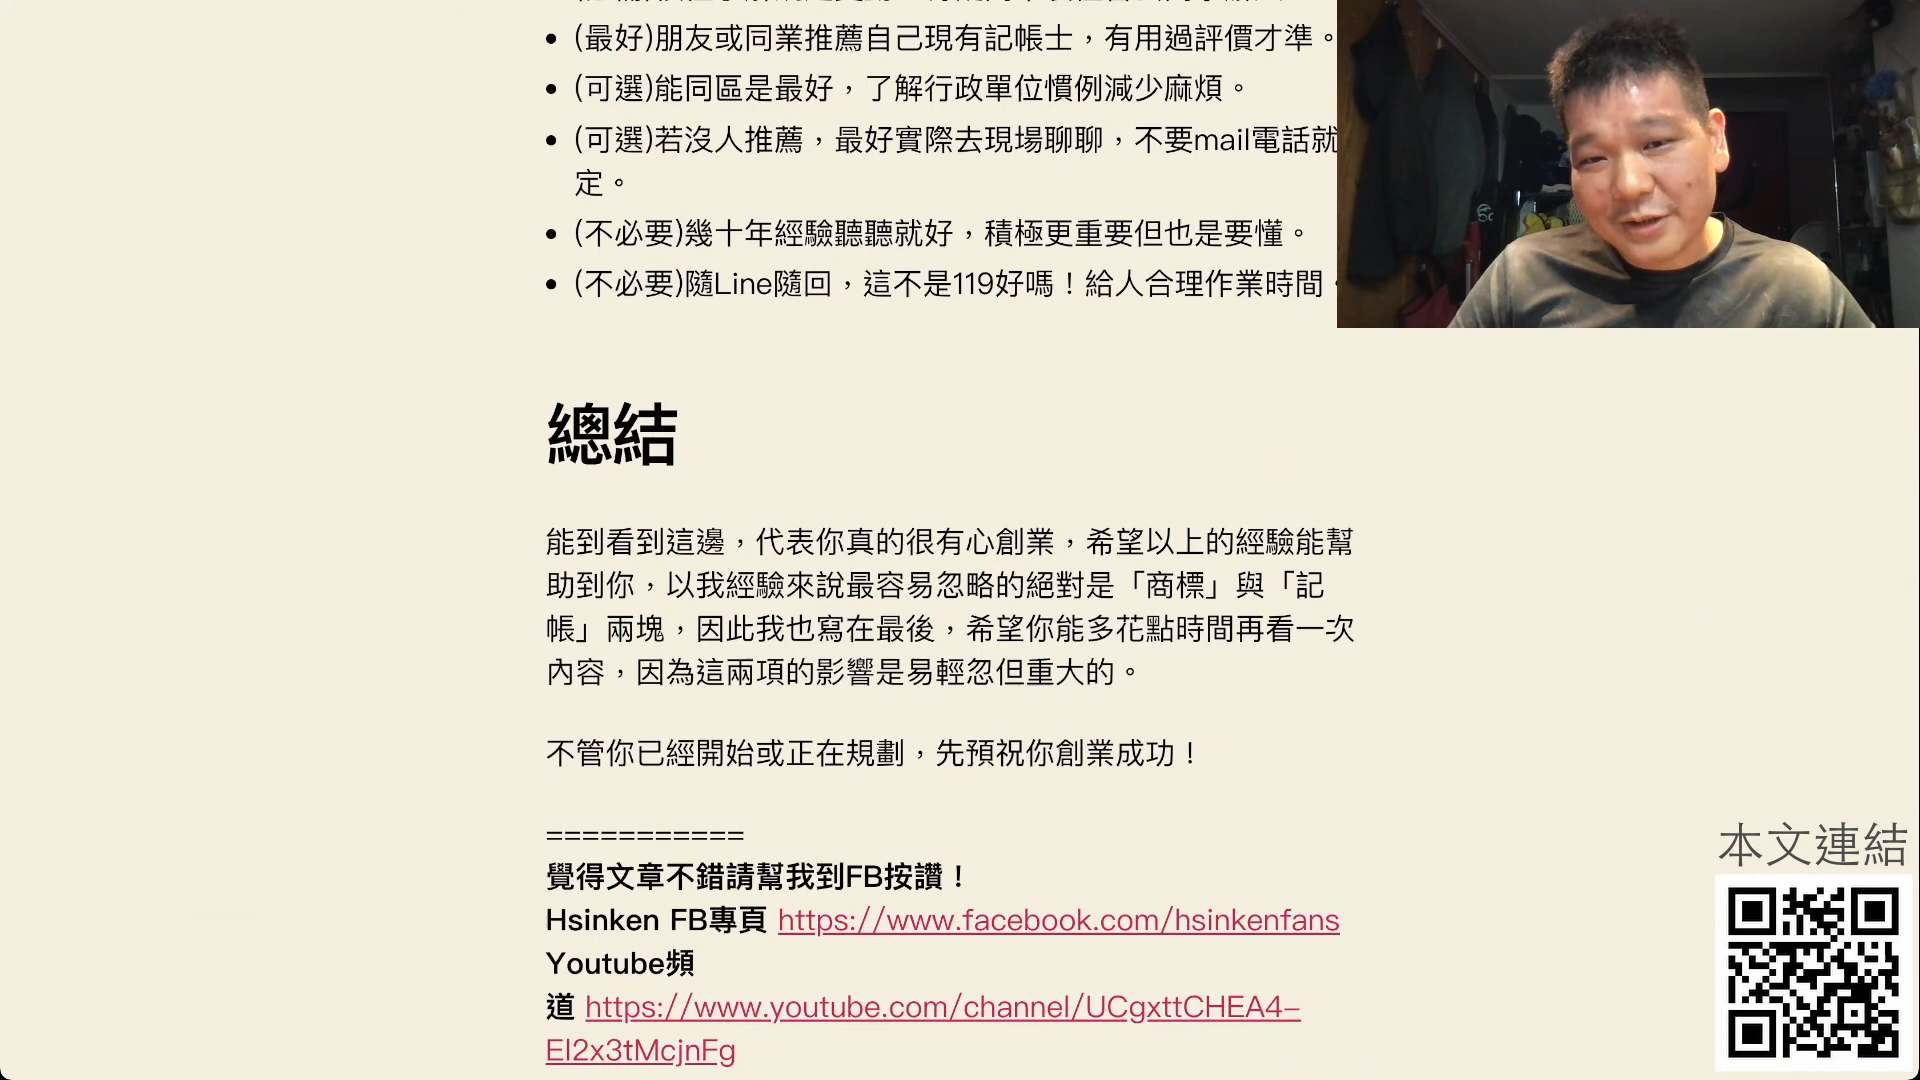 (最好)朋友或同業推薦自己現有記帳士，有用過評價才準。
(可選)能同區是最好，了解行政單位慣例減少麻煩。
(可選)若沒人推薦，最好實際去現場聊聊，不要mail電話就
定。
(不必要)幾十年經驗聽聽就好，積極更重要但也是要懂。
(不必要)隨Line隨回，這不是119好嗎！給人合理作業時間。
總結
能到看到這邊，代表你真的很有心創業，希望以上的經驗能幫
助到你，以我經驗來說最容易忽略的絕對是「商標」與「記
帳」兩塊，因此我也寫在最後，希望你能多花點時間再看一次
內容，因為這兩項的影響是易輕忽但重大的。
不管你已經開始或正在規劃，先預祝你創業成功！
===========
覺得文章不錯請幫我到FB按讚！
Hsinken FB專頁 https://www.facebook.com/hsinkenfans
Youtube頻
道 https://www.youtube.com/channel/UCgxttCHEA4-
El2x3tMcjnFg
本文連結